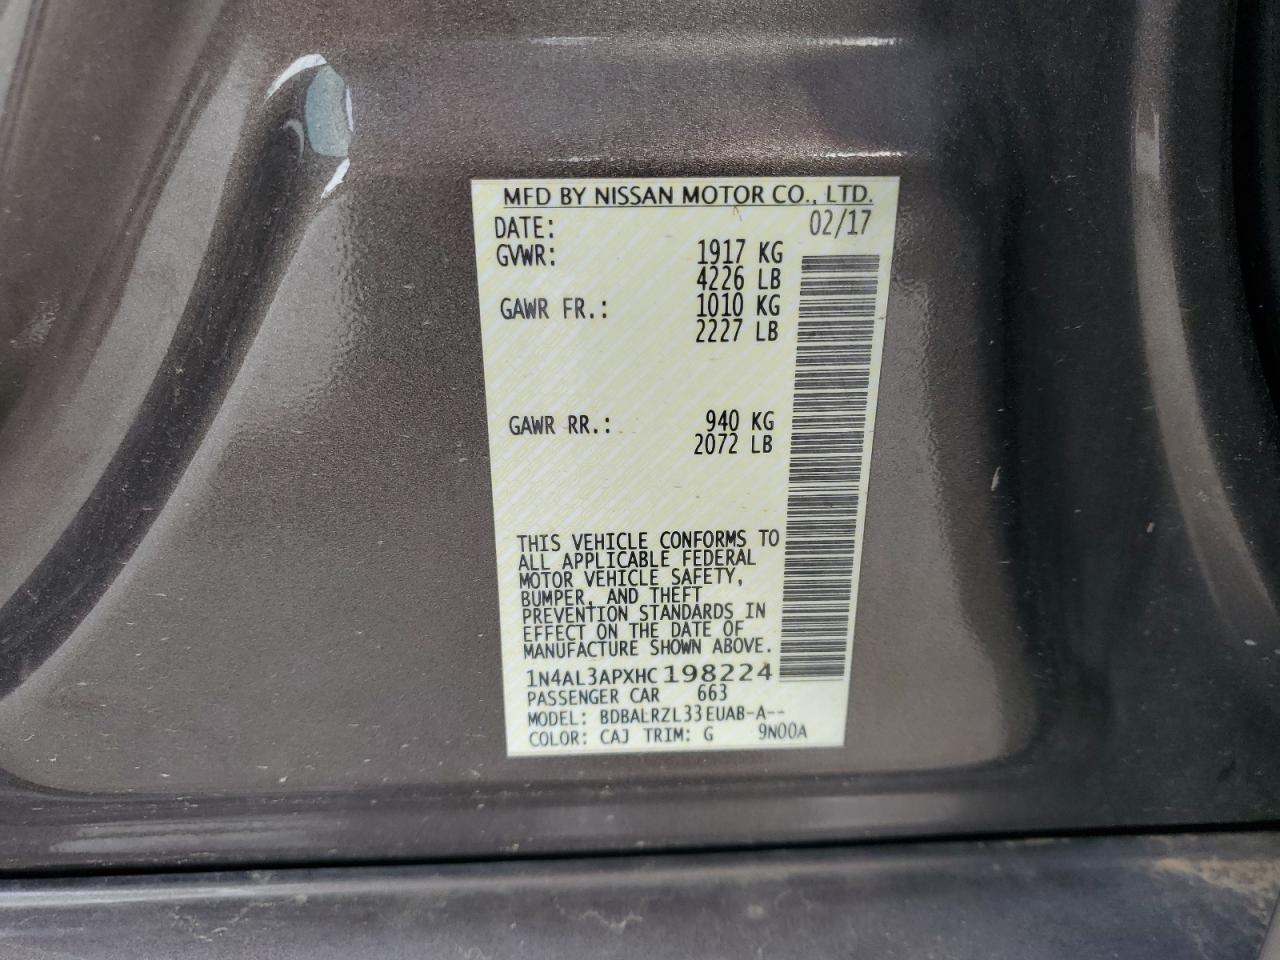 MFD BY NISSAN MOTOR CO., LTD.
DATE: 02/17
GVWR: 1917 KG
4226 LB
GAWR FR.: 1010 KG
2227 LB
GAWR RR.: 940 KG
2072 LB
THIS VEHICLE CONFORMS TO
ALL APPLICABLE FEDERAL
MOTOR VEHICLE SAFETY,
BUMPER, AND THEFT
PREVENTION STANDARDS IN
EFFECT ON THE DATE OF
MANUFACTURE SHOWN ABOVE.
1N4AL3APXHC198224
PASSENGER CAR 663
MODEL: BDBALRZL33EUAB-A--
COLOR: CAJ TRIM: G 9N00A